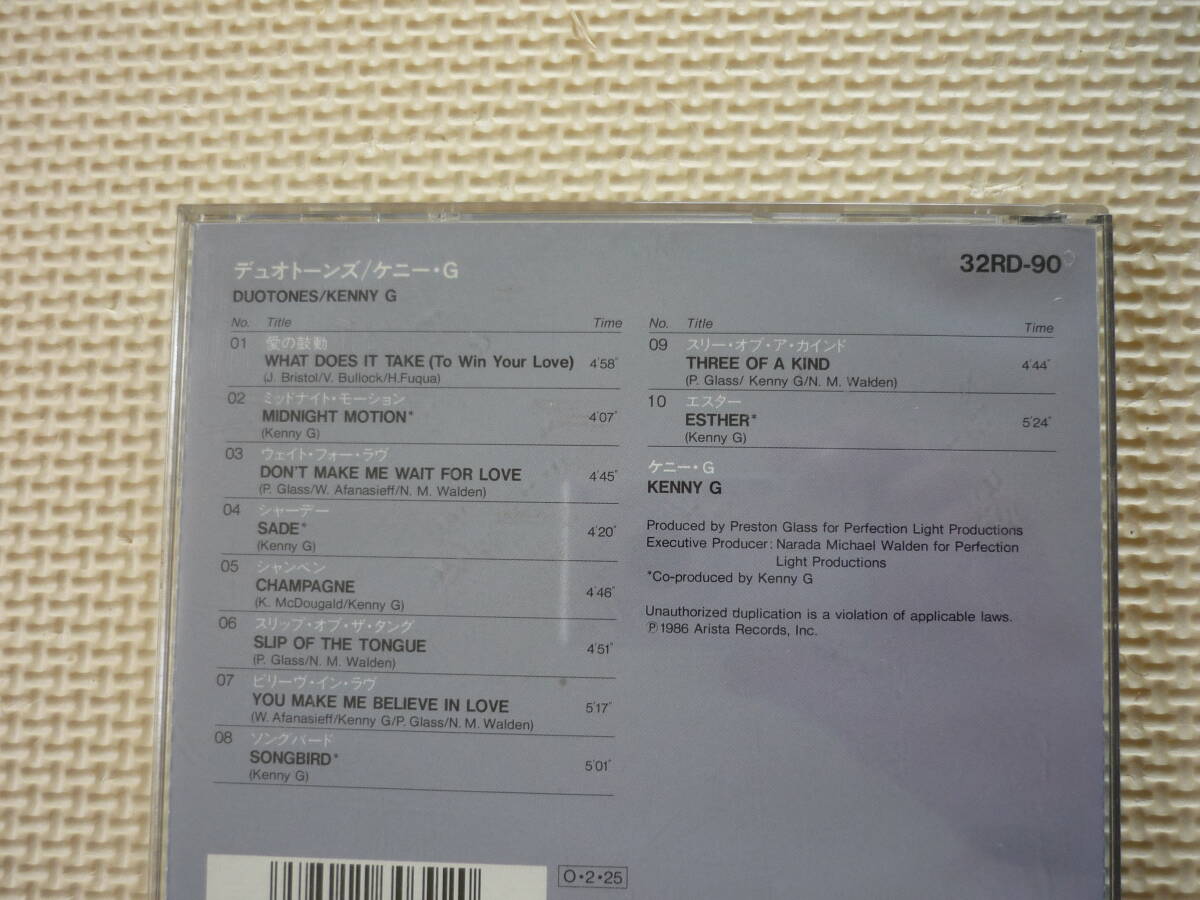 デュオトーンズ/ケニー・G
DUOTONES/KENNY G
32RD-90
No. Title Time
01 愛の鼓動
WHAT DOES IT TAKE (To Win Your Love) 4'58"
(J. Bristol/V. Bullock/H.Fuqua)
02 ミッドナイト・モーション
MIDNIGHT MOTION* 4'07"
(Kenny G)
03 ウェイト・フォー・ラヴ
DON'T MAKE ME WAIT FOR LOVE 4'45"
(P. Glass/W. Afanasieff/N. M. Walden)
04 シャーデー
SADE* 4'20"
(Kenny G)
05 シャンペン
CHAMPAGNE 4'46"
(K. McDougald/Kenny G)
06 スリップ・オブ・ザ・タング
SLIP OF THE TONGUE 4'51"
(P. Glass/N. M. Walden)
07 ビリーヴ・イン・ラヴ
YOU MAKE ME BELIEVE IN LOVE 5'17"
(W. Afanasieff/Kenny G/P. Glass/N. M. Walden)
08 ソングバード
SONGBIRD* 5'01"
(Kenny G)
No. Title Time
09 スリー・オブ・ア・カインド
THREE OF A KIND 4'44"
(P. Glass/ Kenny G/N. M. Walden)
10 エスター
ESTHER* 5'24"
(Kenny G)
ケニー・G
KENNY G
Produced by Preston Glass for Perfection Light Productions
Executive Producer: Narada Michael Walden for Perfection
Light Productions
*Co-produced by Kenny G
Unauthorized duplication is a violation of applicable laws.
℗1986 Arista Records, Inc.
O・2・25